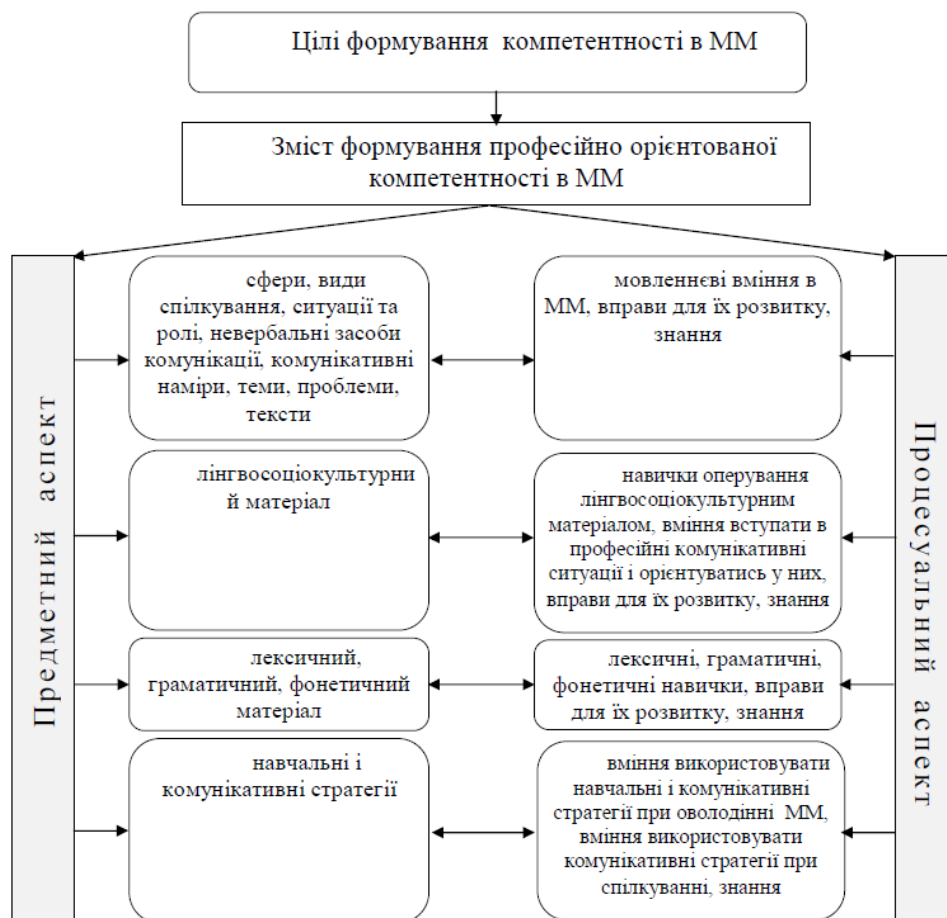 Цілі формування компетентності в ММ
Зміст формування професійно орієнтованої
компетентності в ММ
Предметний аспект
сфери, види
спілкування, ситуації та
ролі, невербальні засоби
комунікації, комунікативні
наміри, теми, проблеми,
тексти
мовленнєві вміння в
ММ, вправи для їх розвитку,
знання
лінгвосоціокультурни
й матеріал
навички оперування
лінгвосоціокультурним
матеріалом, вміння вступати в
професійні комунікативні
ситуації і орієнтуватись у них,
вправи для їх розвитку, знання
лексичний,
граматичний, фонетичний
матеріал
лексичні, граматичні,
фонетичні навички, вправи
для їх розвитку, знання
навчальні і
комунікативні стратегії
вміння використовувати
навчальні і комунікативні
стратегії при оволодінні ММ,
вміння використовувати
комунікативні стратегії при
спілкуванні, знання
Процесуальний аспект